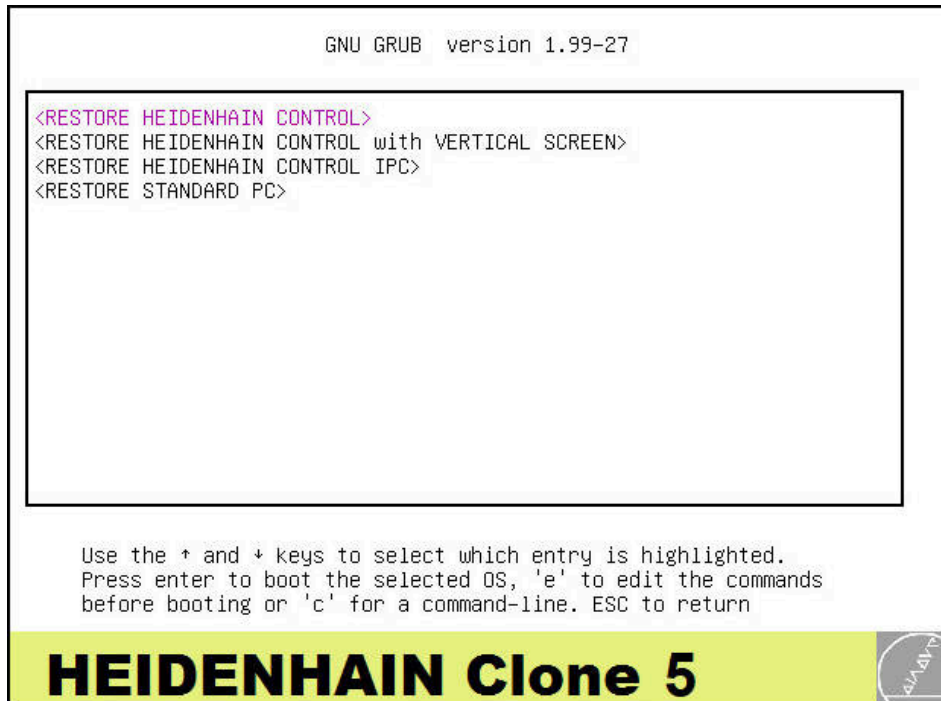 GNU GRUB version 1.99-27
<RESTORE HEIDENHAIN CONTROL>
<RESTORE HEIDENHAIN CONTROL with VERTICAL SCREEN>
<RESTORE HEIDENHAIN CONTROL IPC>
<RESTORE STANDARD PC>
Use the ↑ and ↓ keys to select which entry is highlighted.
Press enter to boot the selected OS, 'e' to edit the commands
before booting or 'c' for a command-line. ESC to return
HEIDENHAIN Clone 5